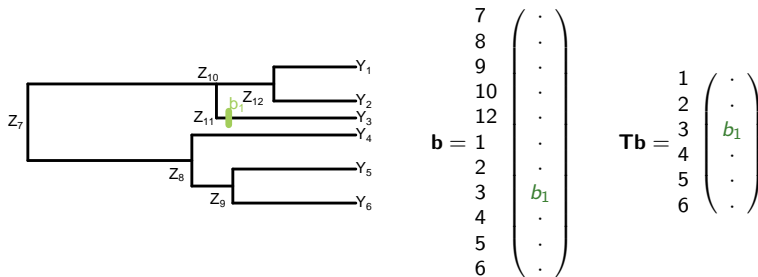 Z7
Z10
Z11
b1
Z12
Z8
Z9
Y1
Y2
Y3
Y4
Y5
Y6
b =
7 ·
8 ·
9 ·
10 ·
12 ·
1 ·
2 ·
3 b1
4 ·
5 ·
6 ·
Tb =
1 ·
2 ·
3 b1
4 ·
5 ·
6 ·